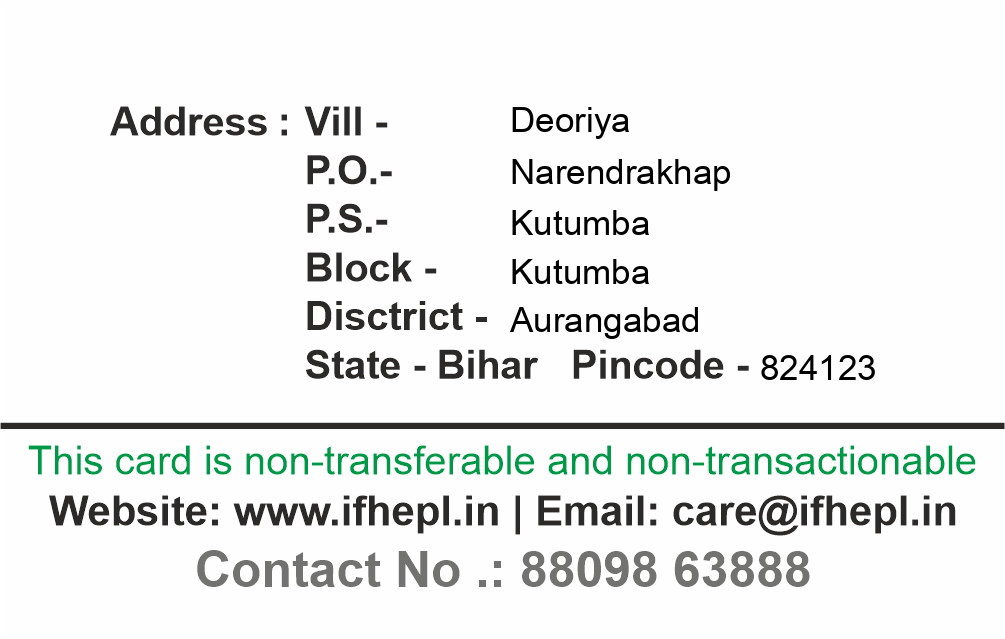 Address : Vill - Deoriya
P.O.- Narendrakhap
P.S.- Kutumba
Block - Kutumba
Disctrict - Aurangabad
State - Bihar Pincode - 824123
This card is non-transferable and non-transactionable
Website: www.ifhepl.in | Email: care@ifhepl.in
Contact No .: 88098 63888